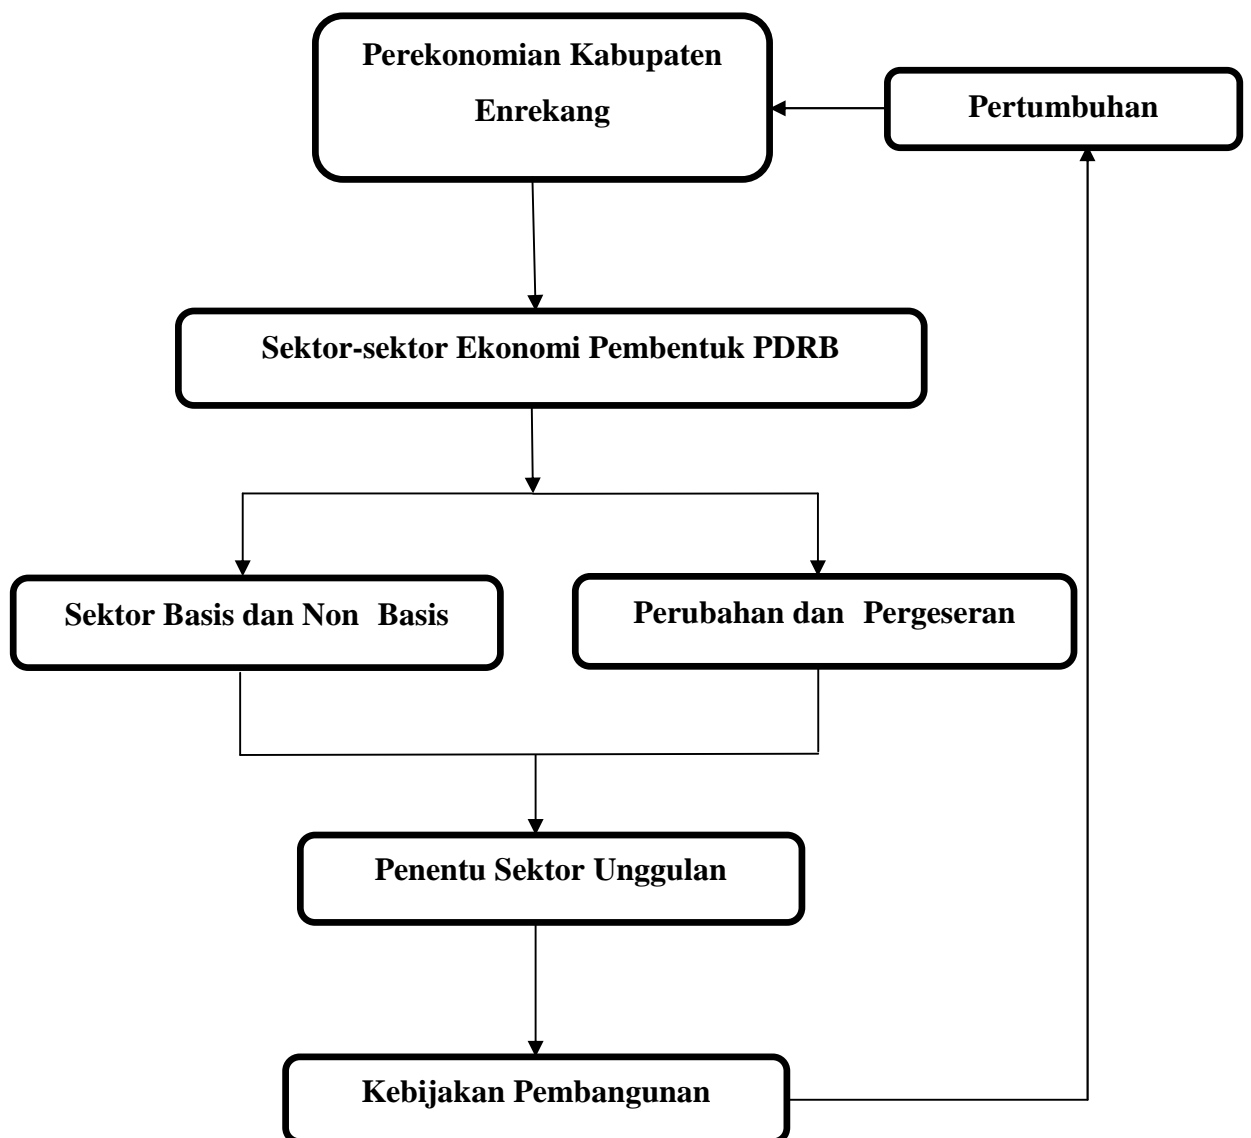 Perekonomian Kabupaten
Enrekang
Pertumbuhan
Sektor-sektor Ekonomi Pembentuk PDRB
Sektor Basis dan Non Basis
Perubahan dan Pergeseran
Penentu Sektor Unggulan
Kebijakan Pembangunan